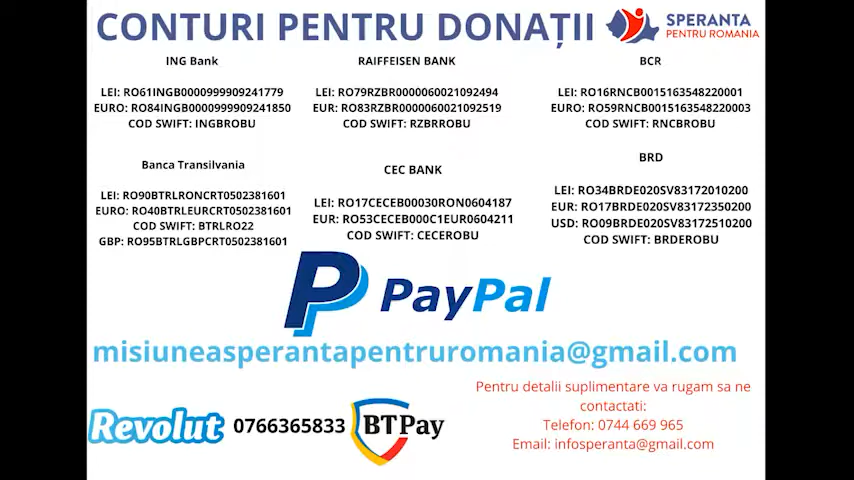 CONTURI PENTRU DONAȚII
SPERANTA
PENTRU ROMANIA
ING Bank
LEI: RO61INGB0000999909241779
EURO: RO84INGB0000999909241850
COD SWIFT: INGBROBU
RAIFFEISEN BANK
LEI: RO79RZBR0000060021092494
EUR: RO83RZBR0000060021092519
COD SWIFT: RZBRROBU
BCR
LEI: RO16RNCB0015163548220001
EURO: RO59RNCB0015163548220003
COD SWIFT: RNCBROBU
Banca Transilvania
LEI: RO90BTRLRONCRT0502381601
EURO: RO40BTRLEURCRT0502381601
COD SWIFT: BTRLRO22
GBP: RO95BTRLGBPCRT0502381601
CEC BANK
LEI: RO17CECEB00030RON0604187
EUR: RO53CECEB000C1EUR0604211
COD SWIFT: CECEROBU
BRD
LEI: RO34BRDE020SV83172010200
EUR: RO17BRDE020SV83172350200
USD: RO09BRDE020SV83172510200
COD SWIFT: BRDEROBU
PayPal
misiuneasperantapentruromania@gmail.com
Revolut 0766365833 BT Pay
Pentru detalii suplimentare va rugam sa ne
contactati:
Telefon: 0744 669 965
Email: infosperanta@gmail.com